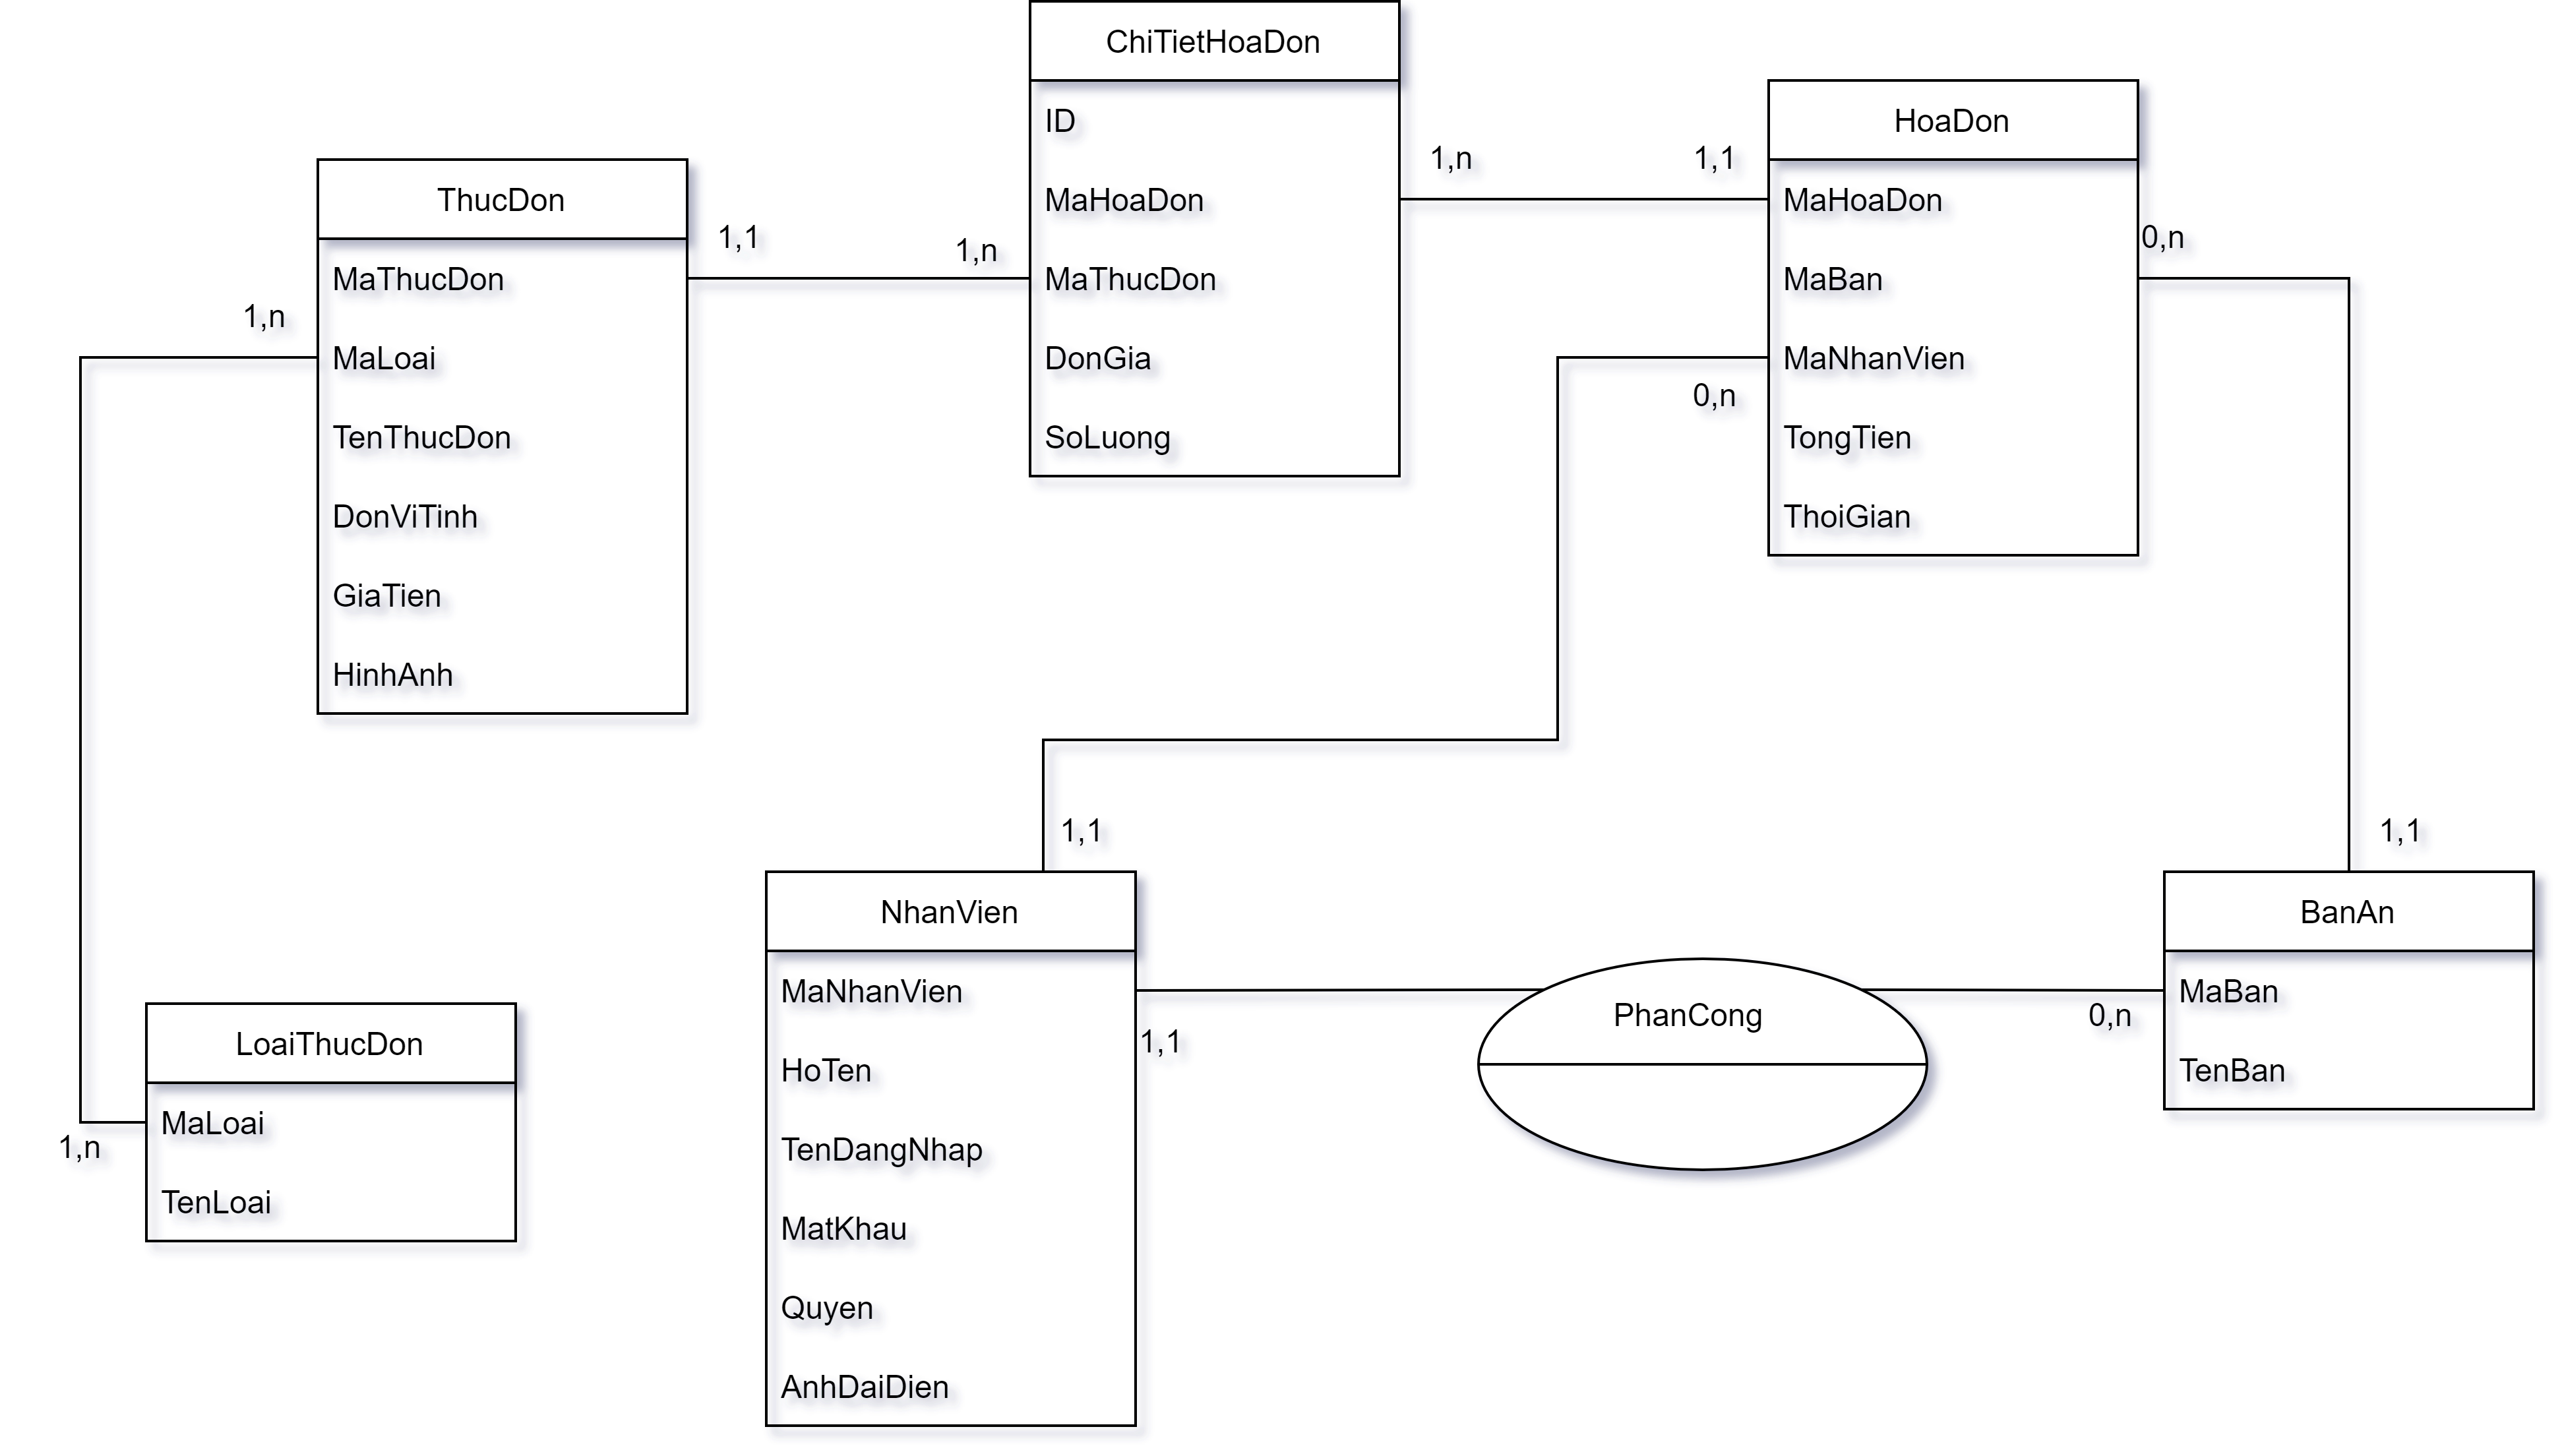 ChiTietHoaDon
ID
MaHoaDon
MaThucDon
DonGia
SoLuong
HoaDon
MaHoaDon
MaBan
MaNhanVien
TongTien
ThoiGian
1,n
1,1
0,n
0,n
ThucDon
MaThucDon
MaLoai
TenThucDon
DonViTinh
GiaTien
HinhAnh
1,1
1,n
1,n
1,1
1,1
NhanVien
MaNhanVien
HoTen
TenDangNhap
MatKhau
Quyen
AnhDaiDien
1,1
PhanCong
0,n
BanAn
MaBan
TenBan
LoaiThucDon
MaLoai
TenLoai
1,n